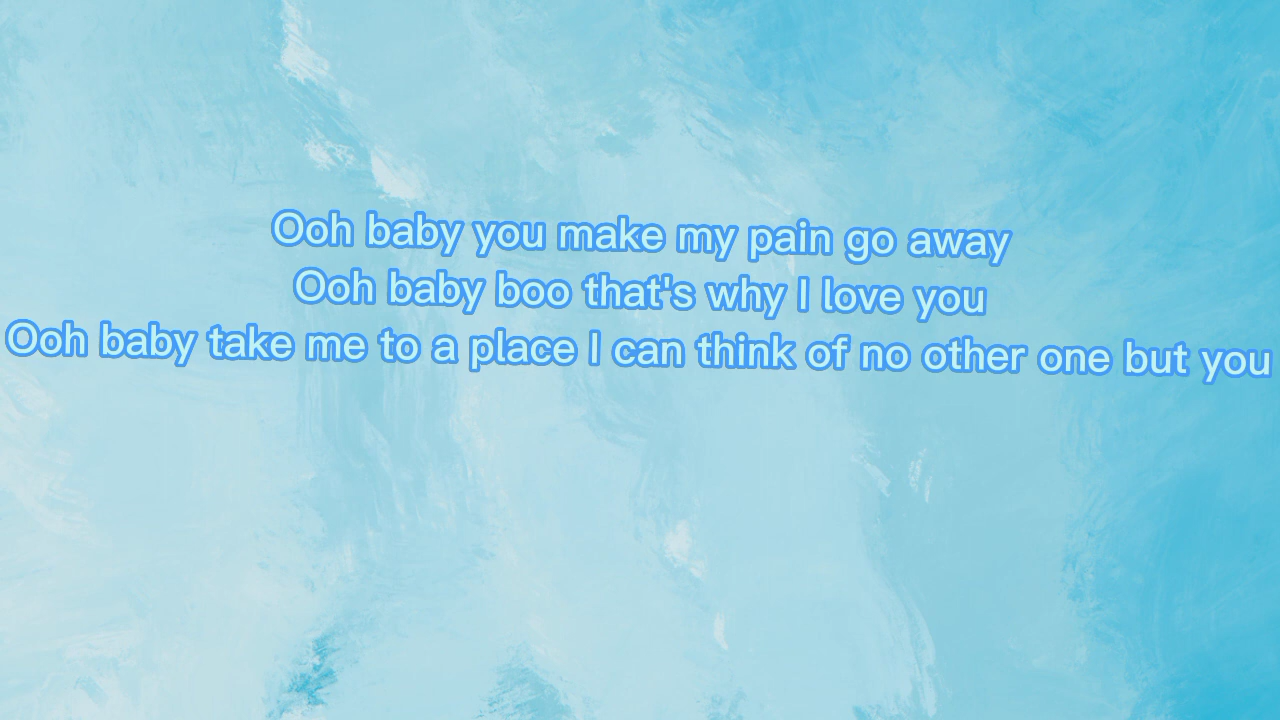 Ooh baby you make my pain go away
Ooh baby boo that's why I love you
Ooh baby take me to a place I can think of no other one but you